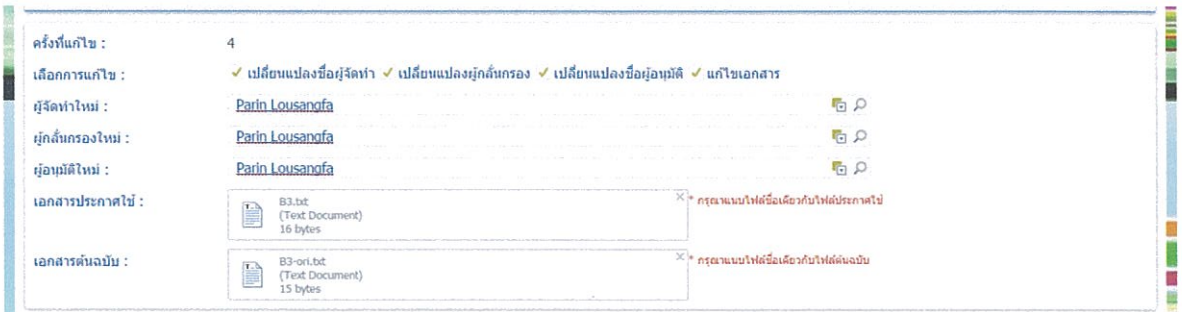 ครั้งที่แก้ไข : 4
เลือกการแก้ไข : เปลี่ยนแปลงชื่อผู้จัดทำ เปลี่ยนแปลงผู้กลั่นกรอง เปลี่ยนแปลงชื่อผู้อนุมัติ แก้ไขเอกสาร
ผู้จัดทำใหม่ : Parin Lousangfa
ผู้กลั่นกรองใหม่ : Parin Lousangfa
ผู้อนุมัติใหม่ : Parin Lousangfa
เอกสารประกาศใช้ : B3.txt * กรุณาแนบไฟล์ชื่อเดียวกับไฟล์ประกาศใช้
(Text Document)
16 bytes
เอกสารต้นฉบับ : B3-ori.txt * กรุณาแนบไฟล์ชื่อเดียวกับไฟล์ต้นฉบับ
(Text Document)
15 bytes